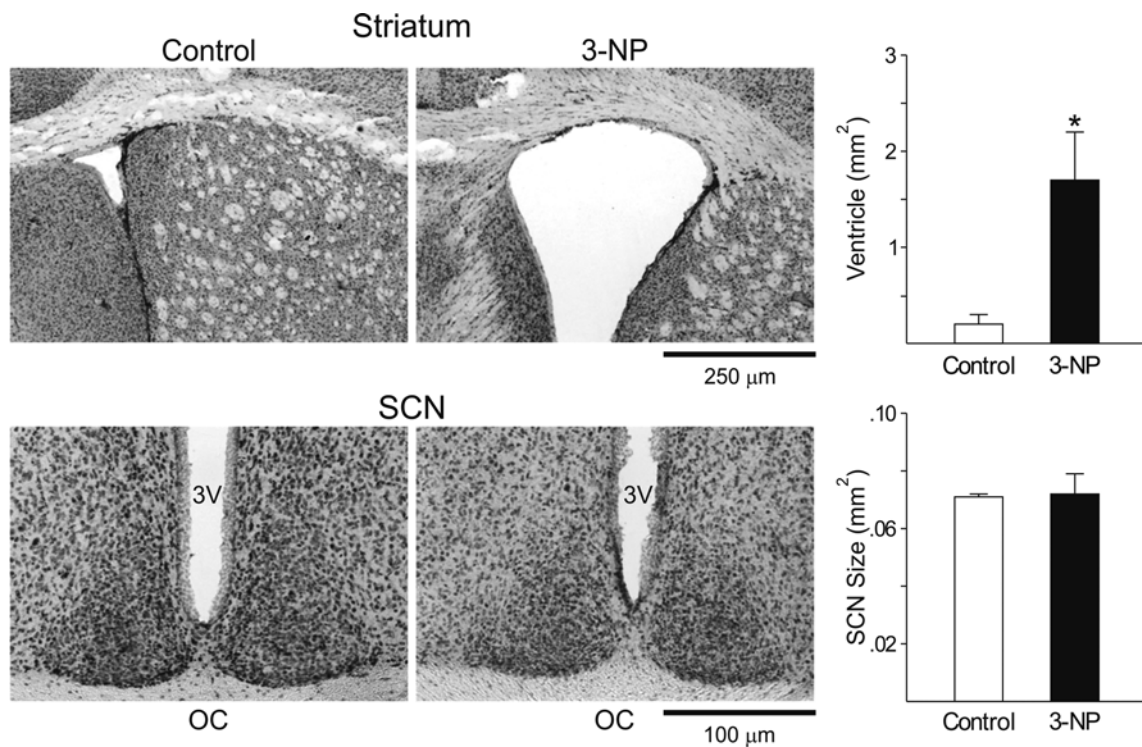 Striatum
Control
3-NP
250 μm
3
2
1
*
Ventricle (mm²)
Control
3-NP
SCN
3V
3V
OC
OC
100 μm
.10
.06
.02
SCN Size (mm²)
Control
3-NP